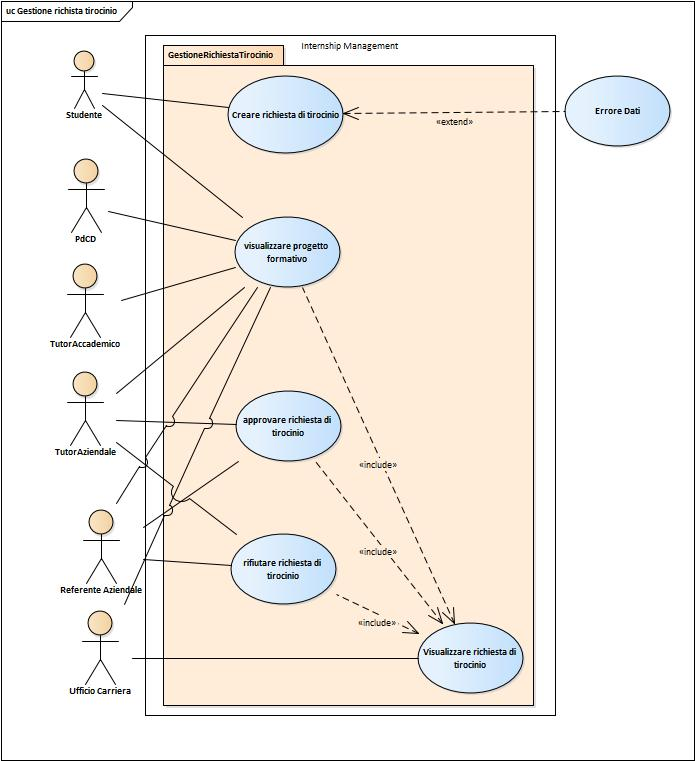 uc Gestione richista tirocinio
Internship Management
GestioneRichiestaTirocinio
Studente
Creare richiesta di tirocinio
«extend»
Errore Dati
PdCD
visualizzare progetto
formativo
TutorAccademico
TutorAziendale
approvare richiesta di
tirocinio
«include»
Referente Aziendale
rifiutare richiesta di
tirocinio
«include»
«include»
Ufficio Carriera
Visualizzare richiesta di
tirocinio